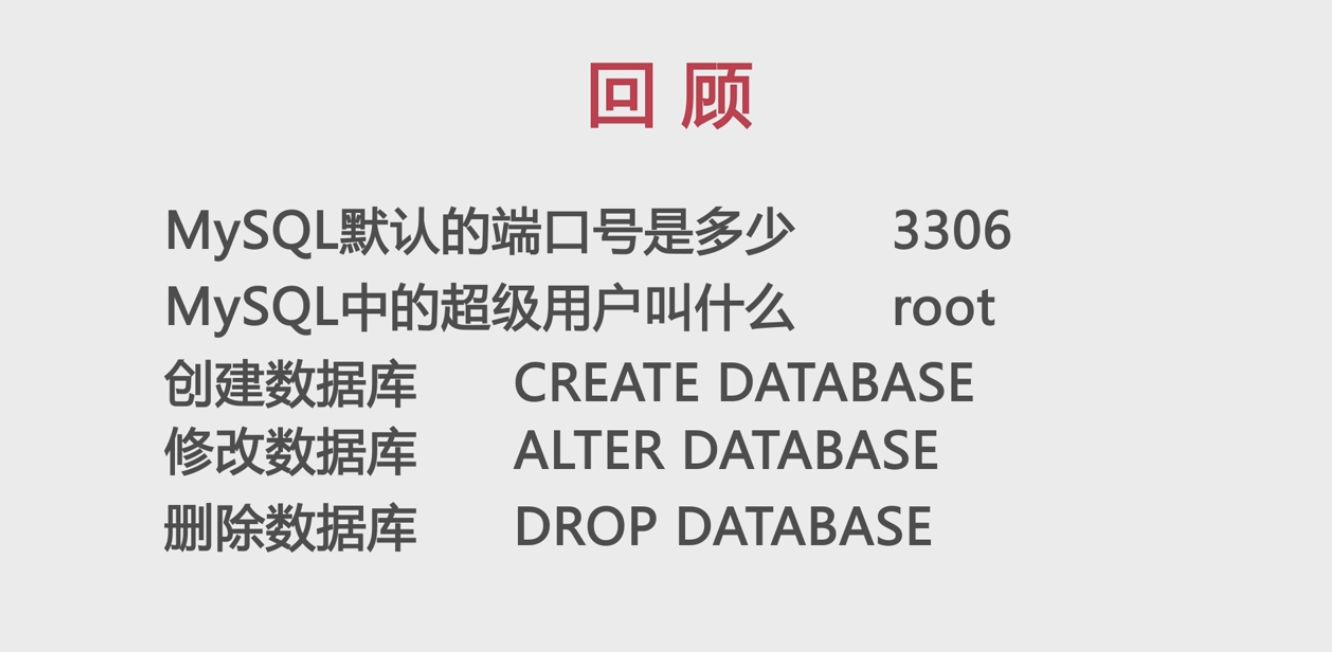 回 顾
MySQL默认的端口号是多少 3306
MySQL中的超级用户叫什么 root
创建数据库 CREATE DATABASE
修改数据库 ALTER DATABASE
删除数据库 DROP DATABASE